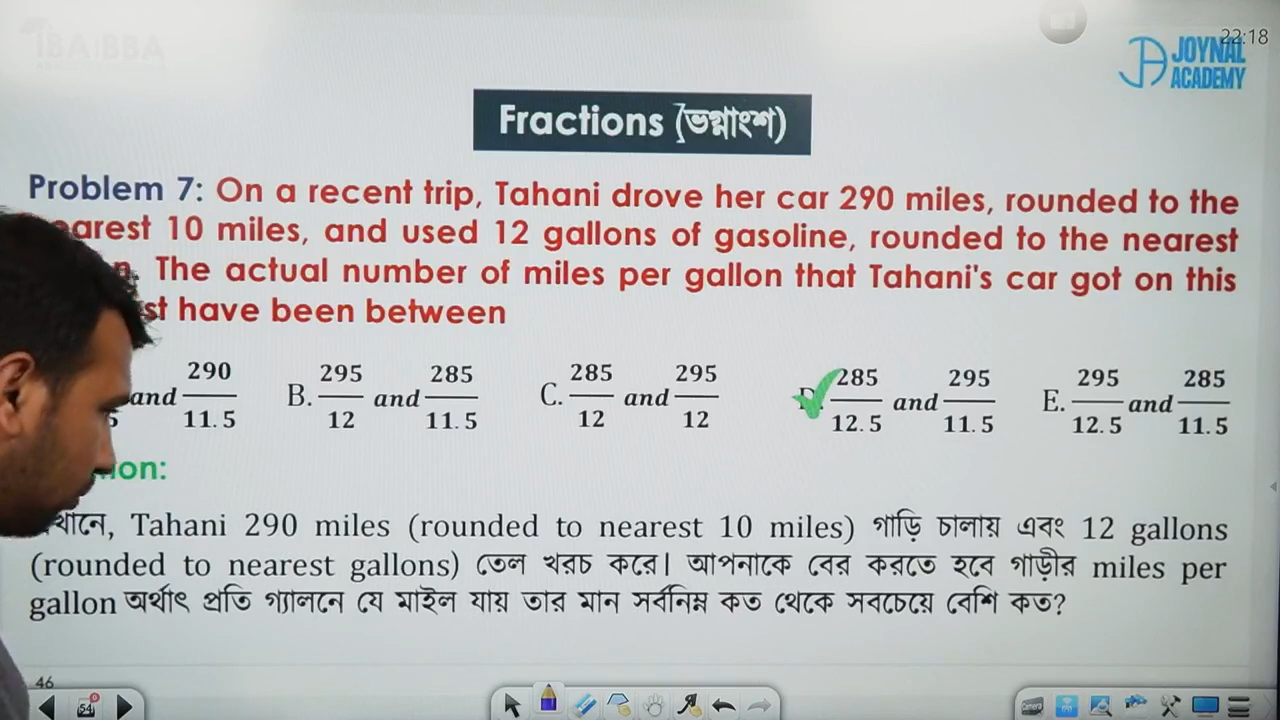 IBA BBA
22:18
JOYNAL
ACADEMY
Fractions (ভগ্নাংশ)
Problem 7: On a recent trip, Tahani drove her car 290 miles, rounded to the
arest 10 miles, and used 12 gallons of gasoline, rounded to the nearest
The actual number of miles per gallon that Tahani's car got on this
st have been between
and 290/11.5 B. 295/12 and 285/11.5 C. 285/12 and 295/12 D. 285/12.5 and 295/11.5 E. 295/12.5 and 285/11.5
ion:
খানে, Tahani 290 miles (rounded to nearest 10 miles) গাড়ি চালায় এবং 12 gallons
(rounded to nearest gallons) তেল খরচ করে। আপনাকে বের করতে হবে গাড়ীর miles per
gallon অর্থাৎ প্রতি গ্যালনে যে মাইল যায় তার মান সর্বনিম্ন কত থেকে সবচেয়ে বেশি কত?
46
54